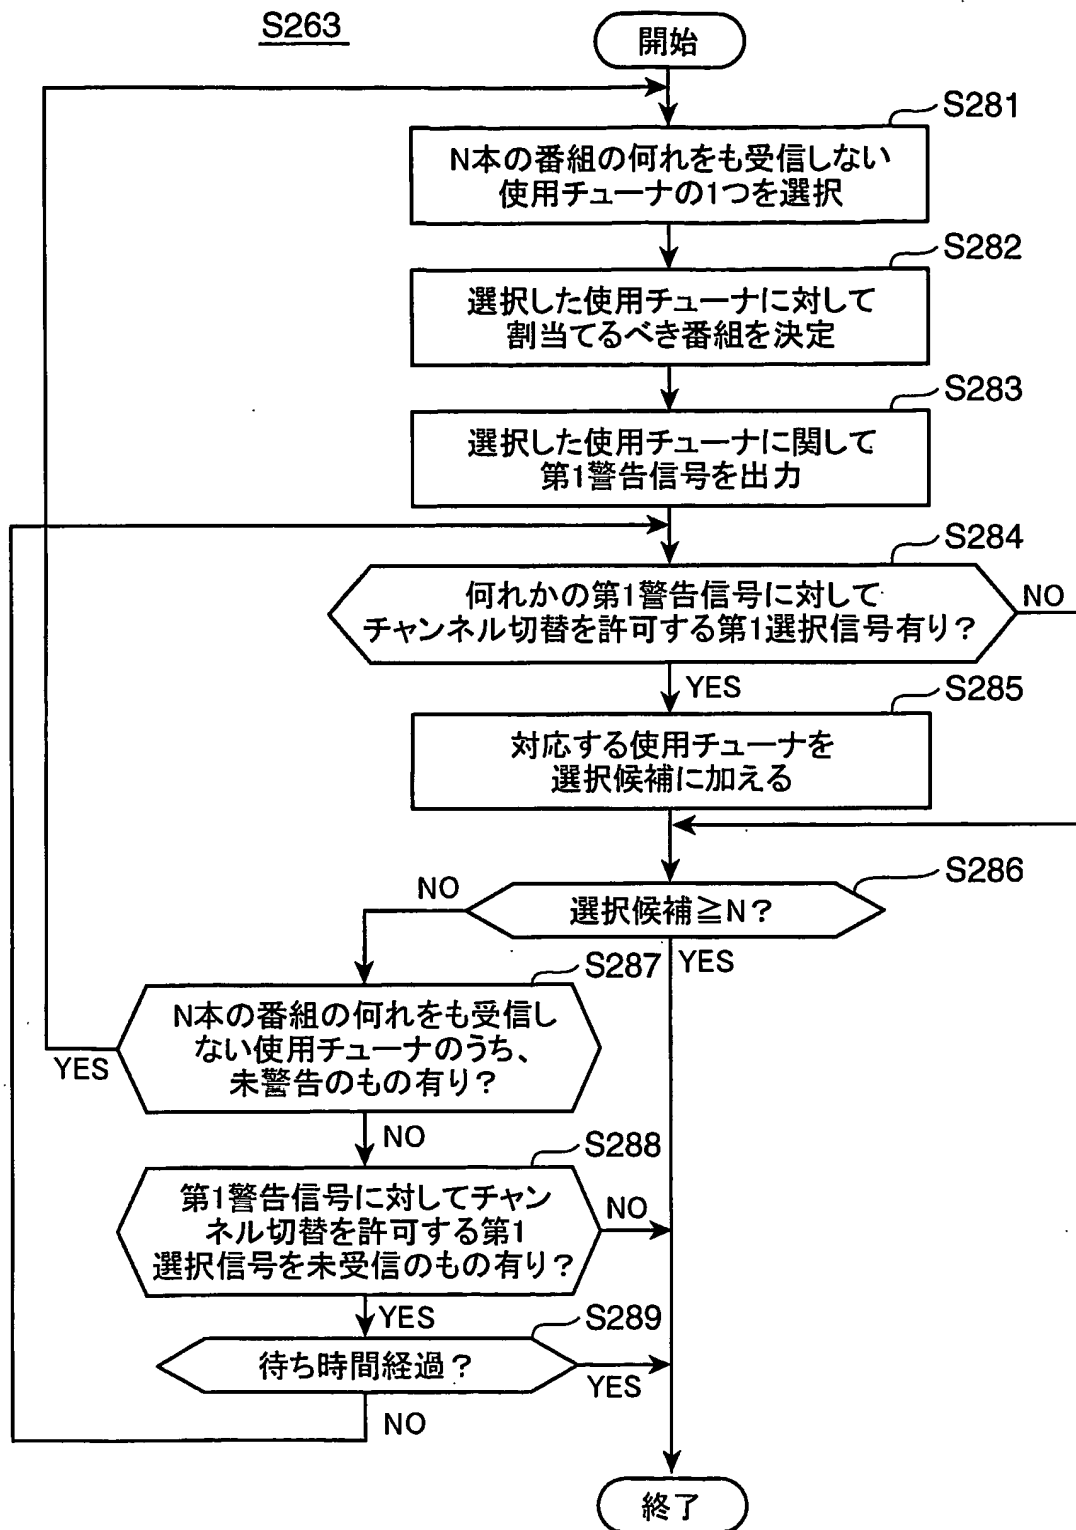 S263
開始
S281
N本の番組の何れをも受信しない
使用チューナの1つを選択
S282
選択した使用チューナに対して
割当てるべき番組を決定
S283
選択した使用チューナに関して
第1警告信号を出力
S284
何れかの第1警告信号に対して
チャンネル切替を許可する第1選択信号有り？
NO
YES
S285
対応する使用チューナを
選択候補に加える
S286
選択候補≧N？
NO
YES
S287
N本の番組の何れをも受信し
ない使用チューナのうち、
未警告のもの有り？
YES
NO
S288
第1警告信号に対してチャン
ネル切替を許可する第1
選択信号を未受信のもの有り？
NO
YES
S289
待ち時間経過？
YES
NO
終了